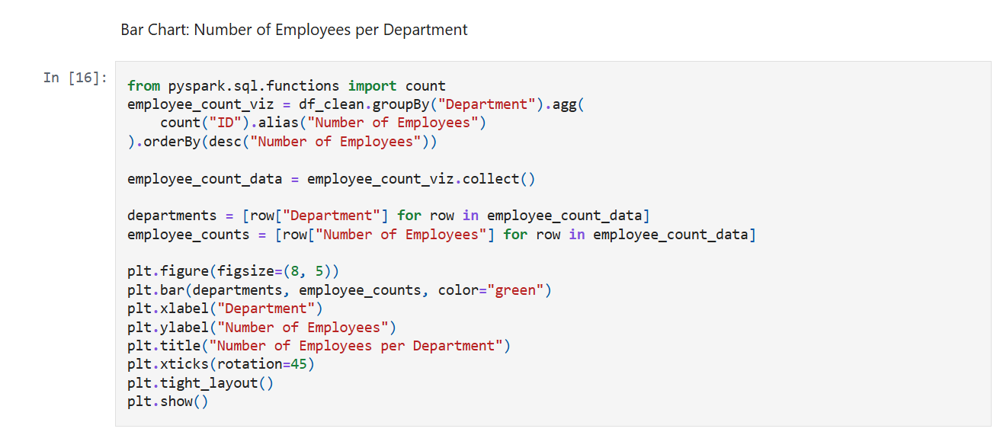 Bar Chart: Number of Employees per Department
In [16]:
from pyspark.sql.functions import count
employee_count_viz = df_clean.groupBy("Department").agg(
    count("ID").alias("Number of Employees")
).orderBy(desc("Number of Employees"))

employee_count_data = employee_count_viz.collect()

departments = [row["Department"] for row in employee_count_data]
employee_counts = [row["Number of Employees"] for row in employee_count_data]

plt.figure(figsize=(8, 5))
plt.bar(departments, employee_counts, color="green")
plt.xlabel("Department")
plt.ylabel("Number of Employees")
plt.title("Number of Employees per Department")
plt.xticks(rotation=45)
plt.tight_layout()
plt.show()